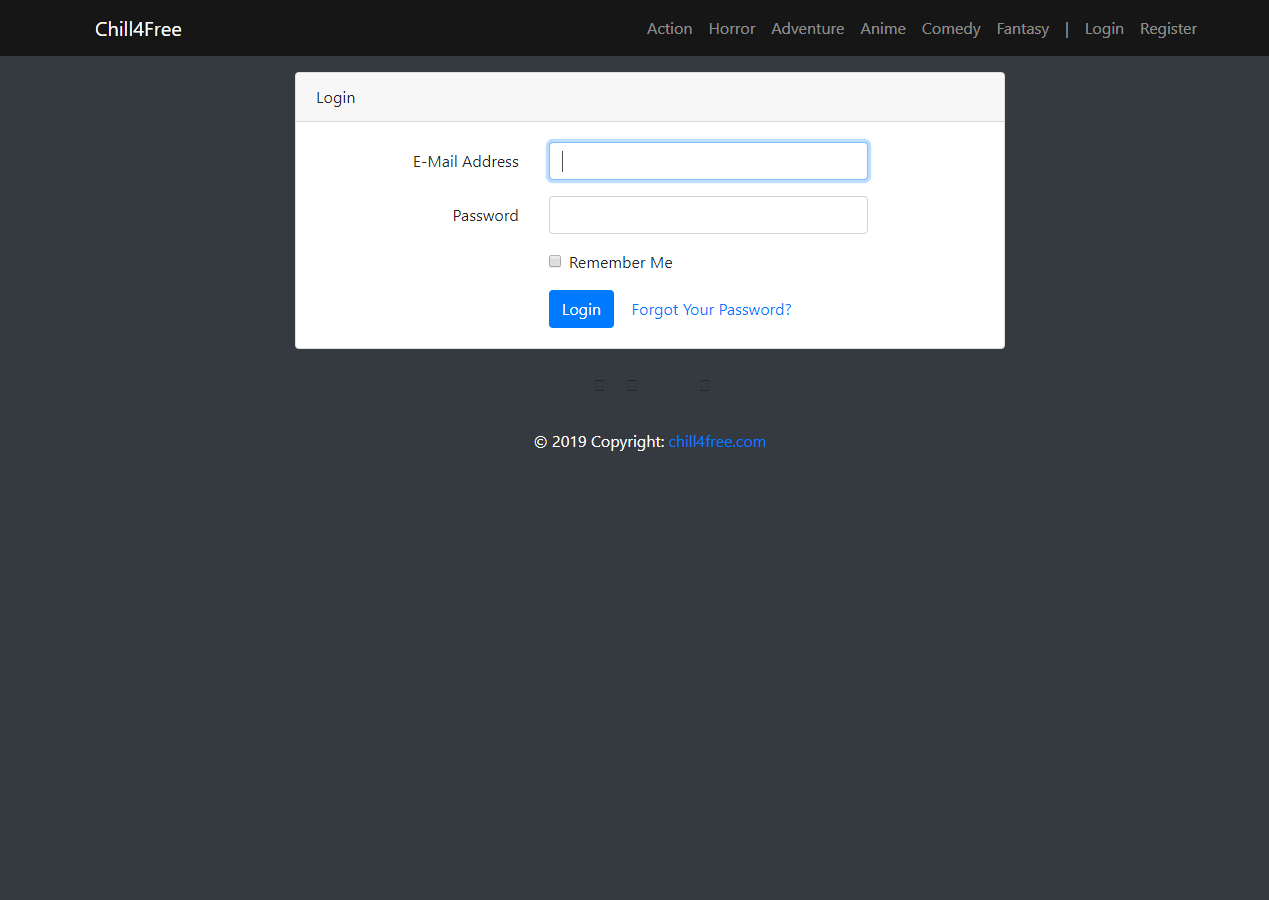 Chill4Free Action Horror Adventure Anime Comedy Fantasy | Login Register
Login
E-Mail Address
Password
Remember Me
Login Forgot Your Password?
© 2019 Copyright: chill4free.com